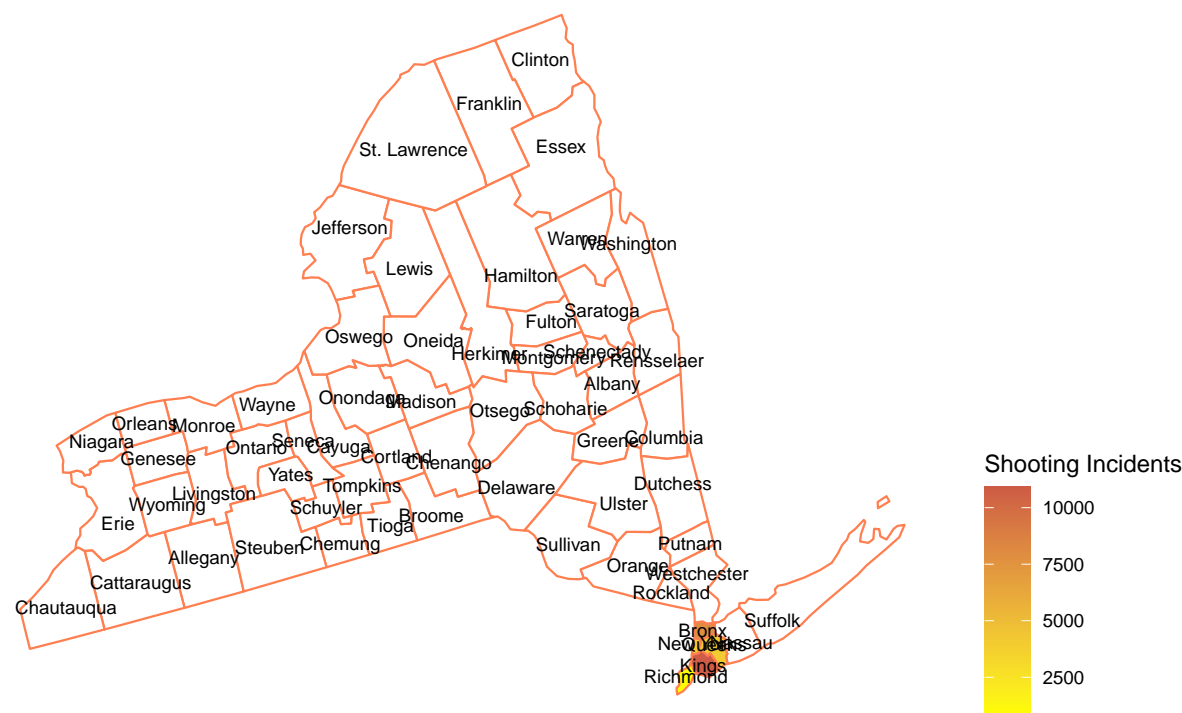 Clinton
Franklin
Essex
St. Lawrence
Jefferson
Warren
Washington
Lewis
Hamilton
Saratoga
Fulton
Oswego
Oneida
Herkimer
Montgomery
Schenectady
Rensselaer
Albany
Onondaga
Madison
Otsego
Schoharie
Wayne
Orleans
Monroe
Niagara
Genesee
Ontario
Seneca
Cayuga
Cortland
Chenango
Greene
Columbia
Yates
Tompkins
Delaware
Dutchess
Wyoming
Livingston
Schuyler
Ulster
Erie
Tioga
Broome
Steuben
Chemung
Allegany
Sullivan
Putnam
Orange
Westchester
Cattaraugus
Rockland
Chautauqua
Suffolk
Bronx
New York
Queens
Nassau
Kings
Richmond
Shooting Incidents
10000
7500
5000
2500